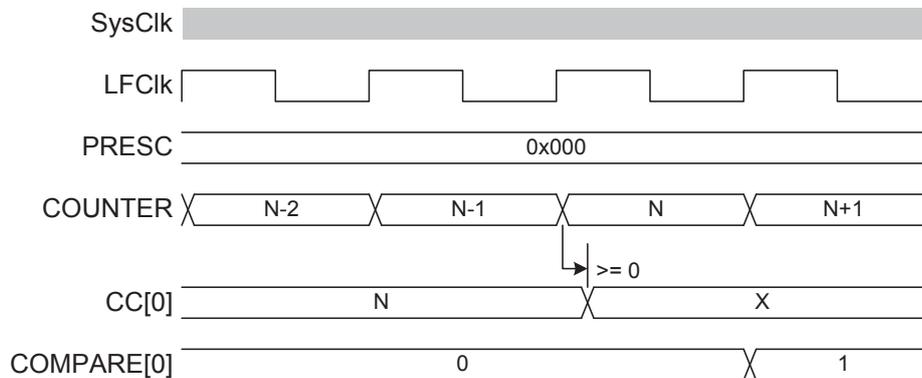 SysClk
LFClk
PRESC 0x000
COUNTER N-2 N-1 N N+1
>= 0
CC[0] N X
COMPARE[0] 0 1